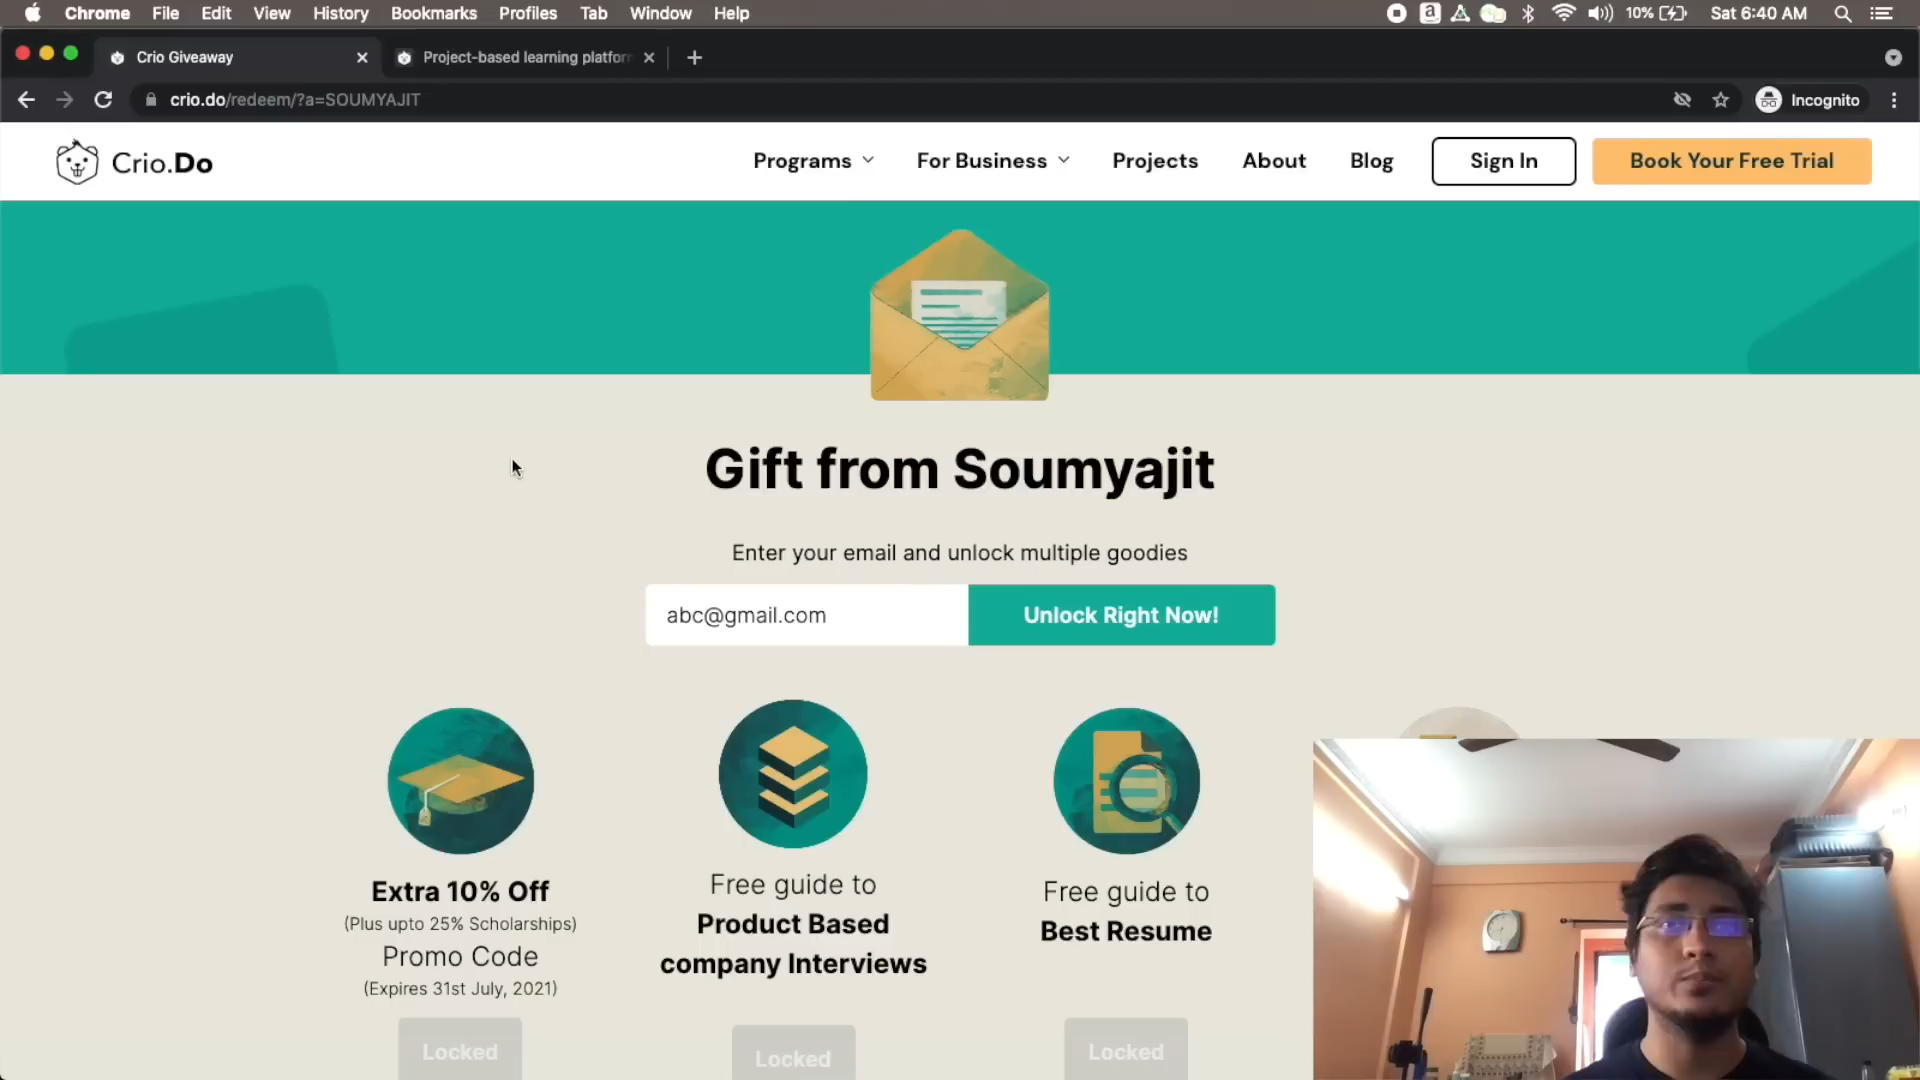 Chrome File Edit View History Bookmarks Profiles Tab Window Help 10% Sat 6:40 AM
Crio Giveaway Project-based learning platfor
crio.do/redeem/?a=SOUMYAJIT Incognito
Crio.Do Programs For Business Projects About Blog Sign In Book Your Free Trial
Gift from Soumyajit
Enter your email and unlock multiple goodies
abc@gmail.com Unlock Right Now!
Extra 10% Off
(Plus upto 25% Scholarships)
Promo Code
(Expires 31st July, 2021)
Locked
Free guide to
Product Based
company Interviews
Locked
Free guide to
Best Resume
Locked